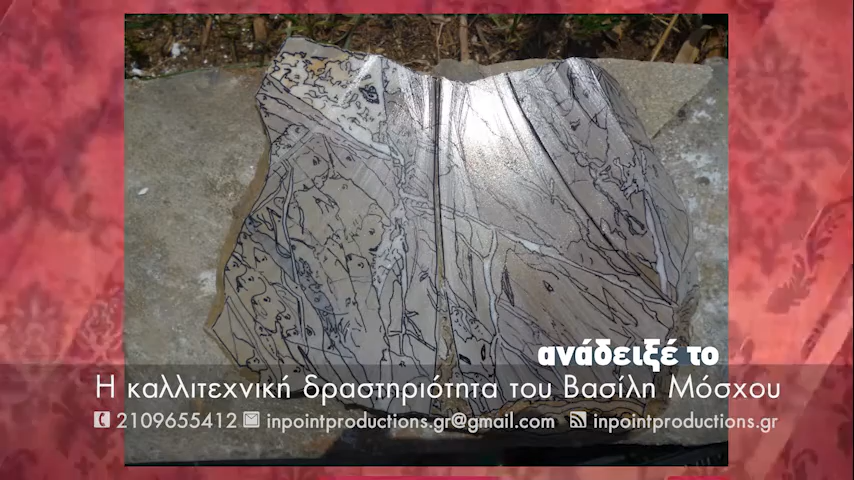 ανάδειξέ το
Η καλλιτεχνική δραστηριότητα του Βασίλη Μόσχου
2109655412 inpointproductions.gr@gmail.com inpointproductions.gr